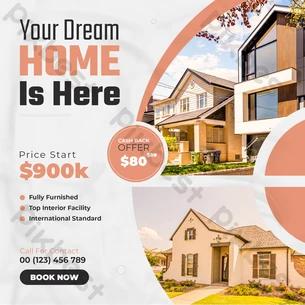 Your Dream
HOME
Is Here
CASH BACK
OFFER
$80
Price Start
$900k
Fully Furnished
Top Interior Facility
International Standard
Call For Contact
00 (123) 456 789
BOOK NOW
pikbest